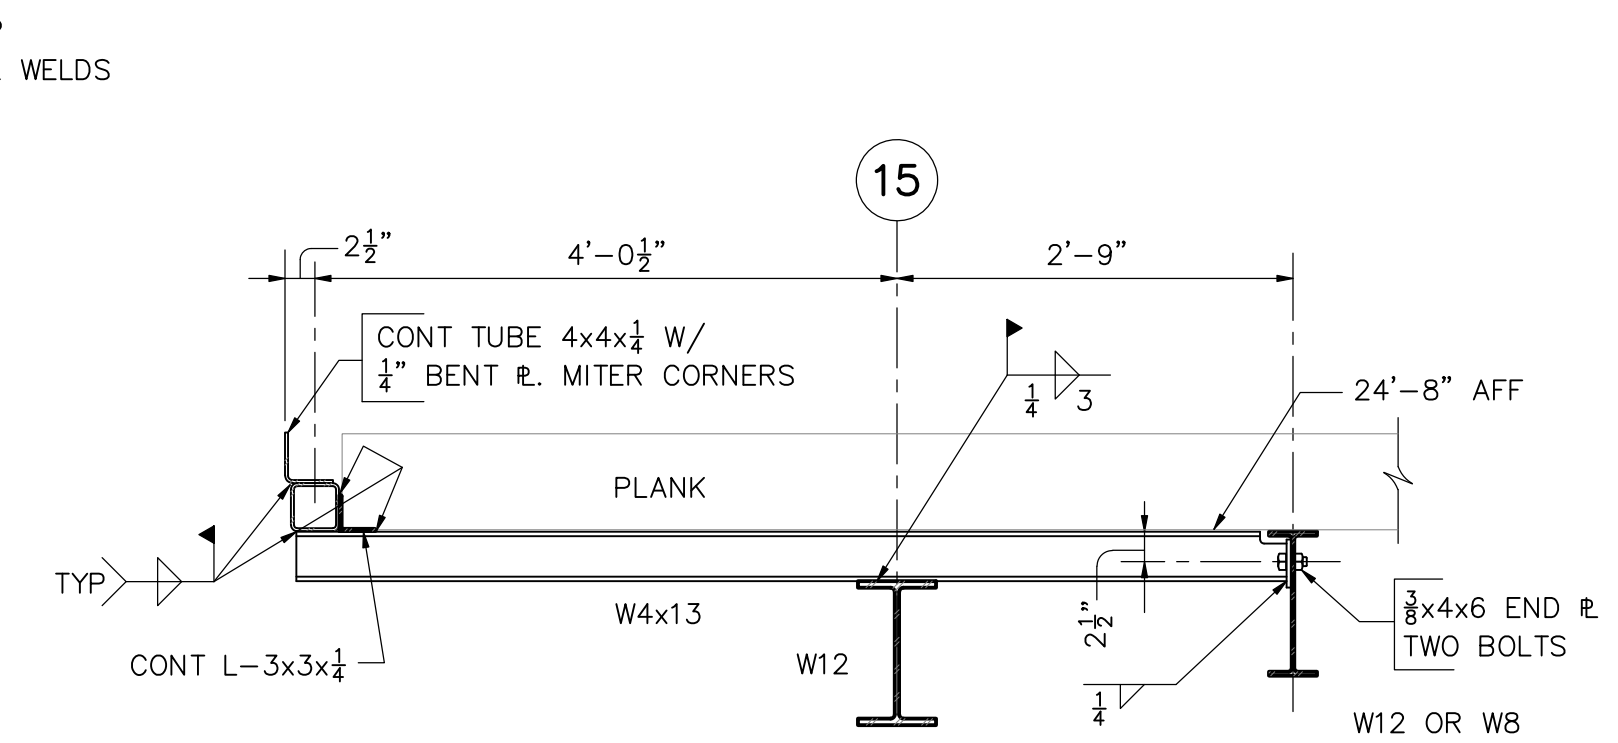 WELDS
15
2½"
4'-0½"
2'-9"
CONT TUBE 4x4x¼ W/
¼" BENT ⅊. MITER CORNERS
¼ 3
24'-8" AFF
PLANK
TYP
2½"
W4x13
⅜x4x6 END ⅊
TWO BOLTS
CONT L-3x3x¼
W12
¼
W12 OR W8